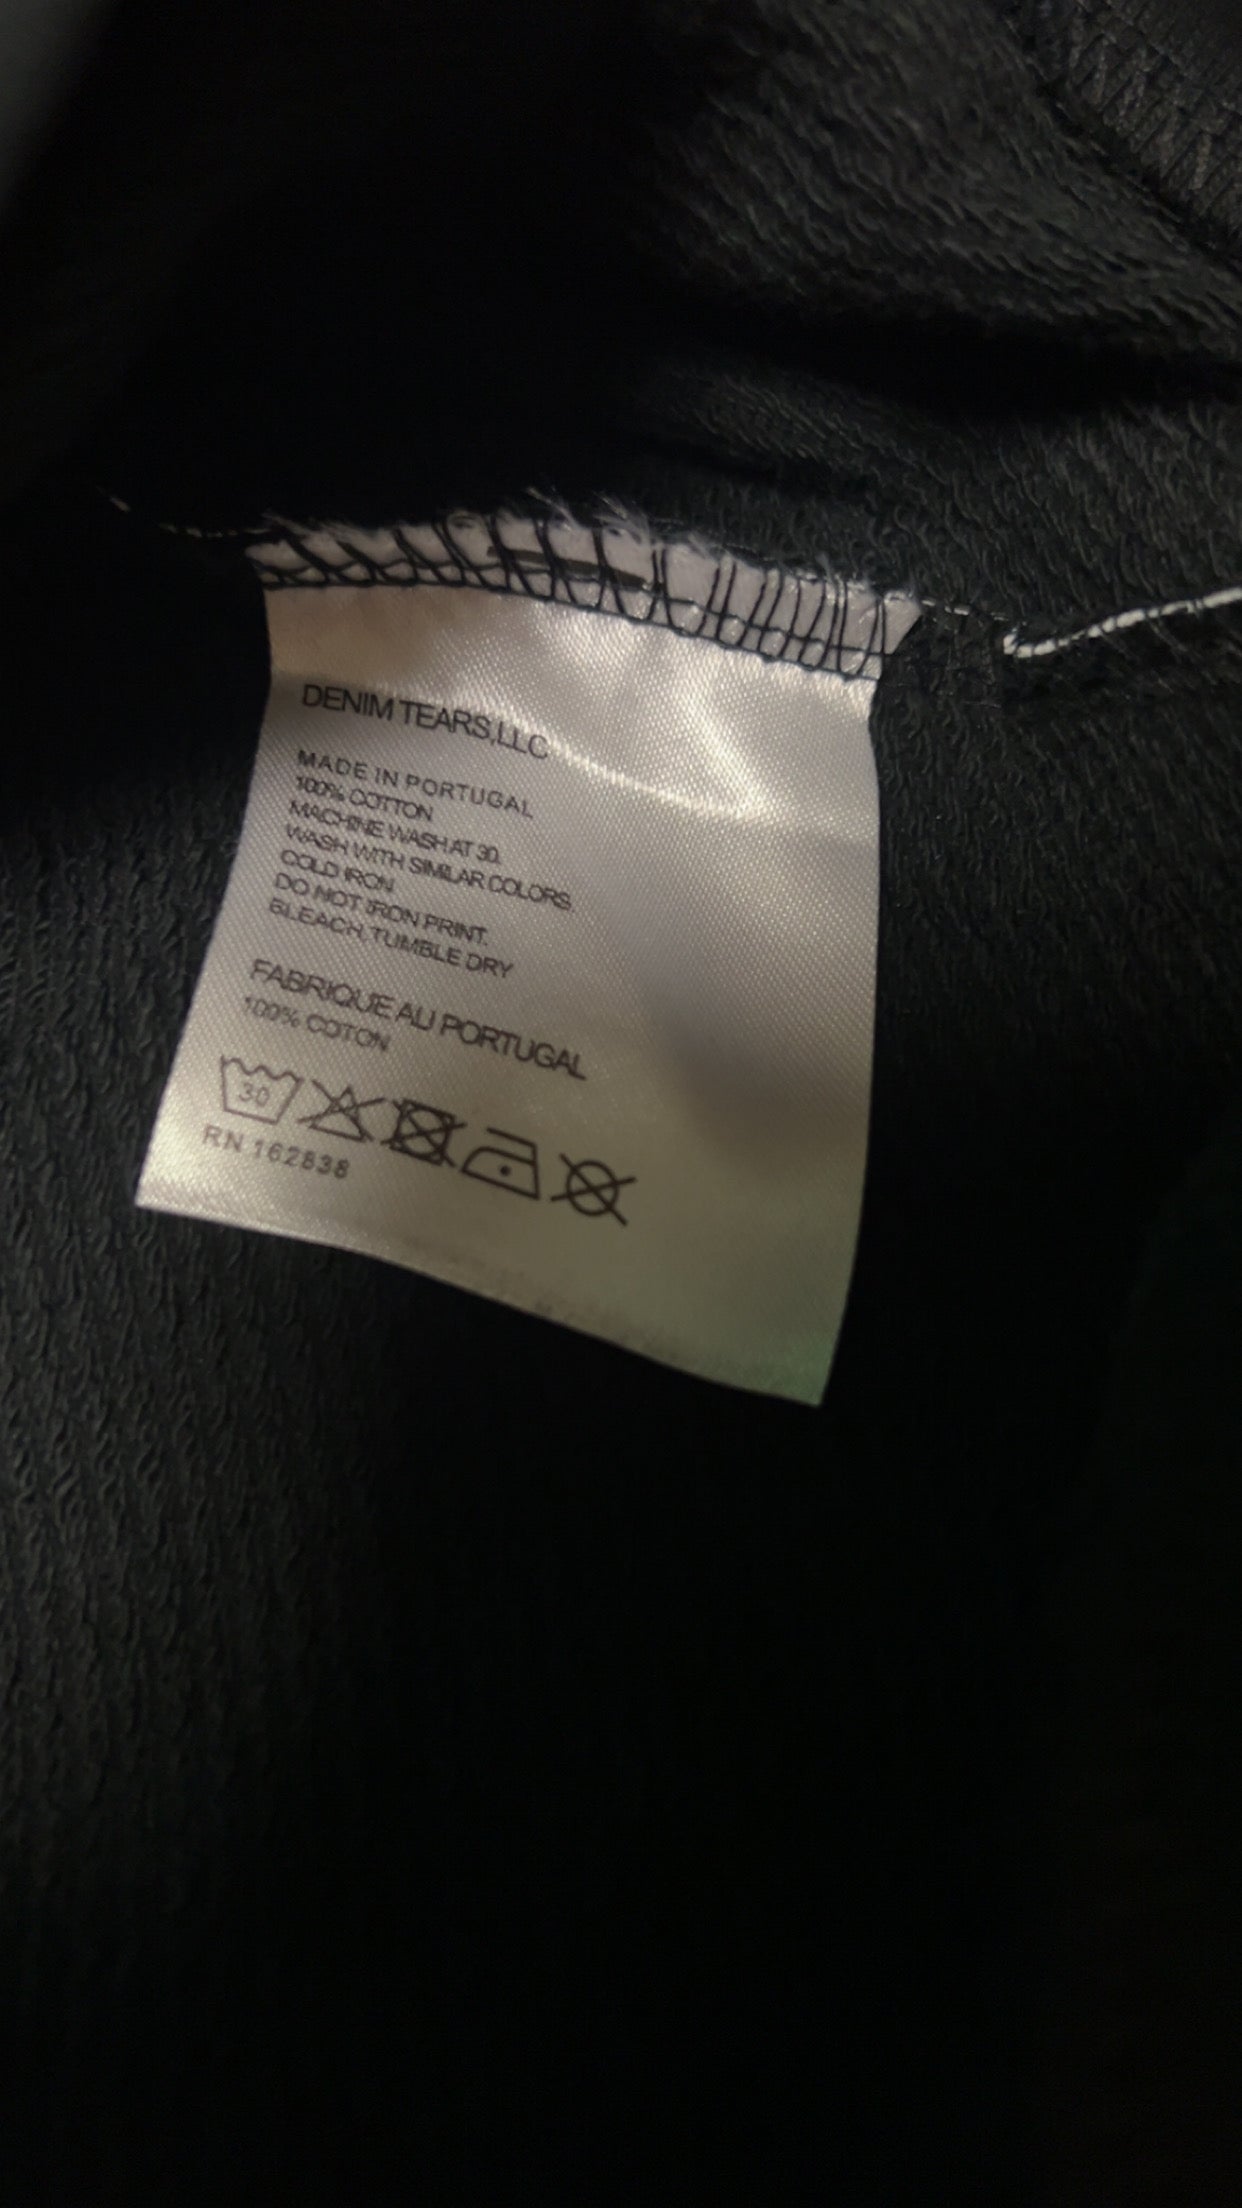 DENIM TEARS,LLC
MADE IN PORTUGAL
100% COTTON
MACHINE WASH AT 30.
WASH WITH SIMILAR COLORS.
COLD IRON
DO NOT IRON PRINT.
BLEACH, TUMBLE DRY
FABRIQUE AU PORTUGAL
100% COTON
30
RN 162838